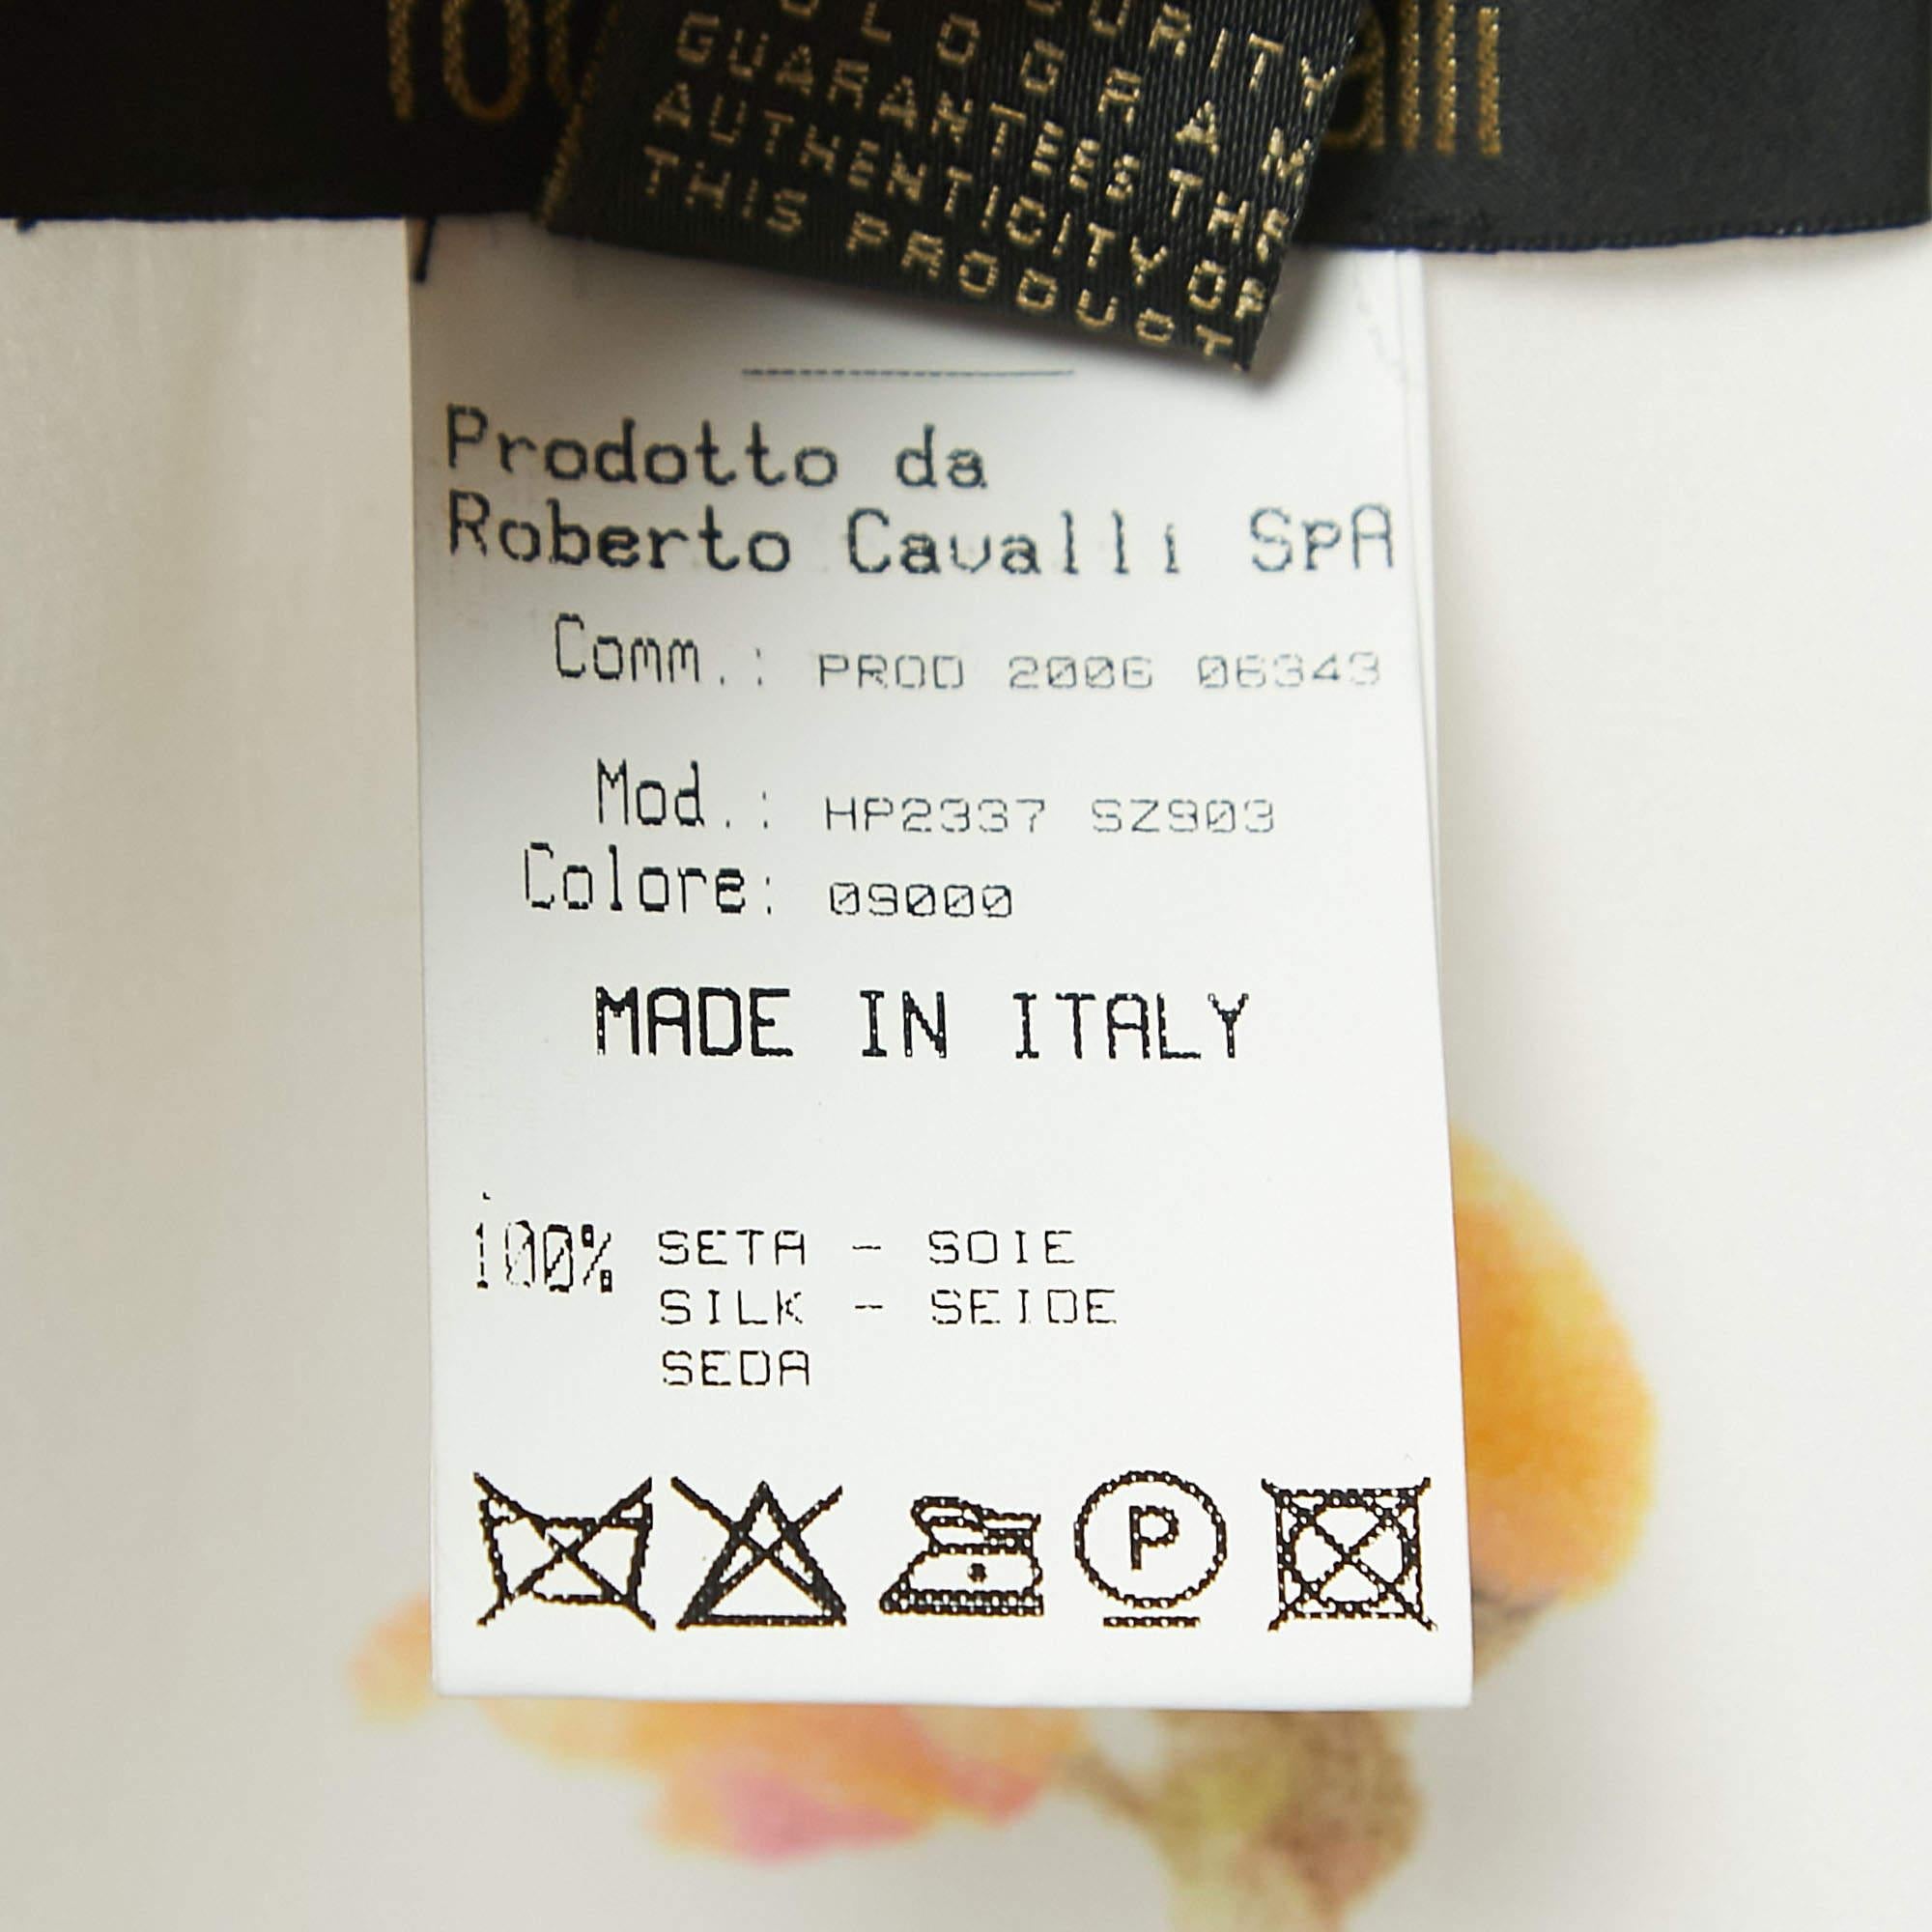 GUARANTEES THE
AUTHENTICITY OF
THIS PRODUCT
Prodotto da
Roberto Cavalli SpA
Comm.: PROD 2006 06343
Mod.: HP2337 SZ903
Colore: 09000
MADE IN ITALY
100% SETA - SOIE
SILK - SEIDE
SEDA
P